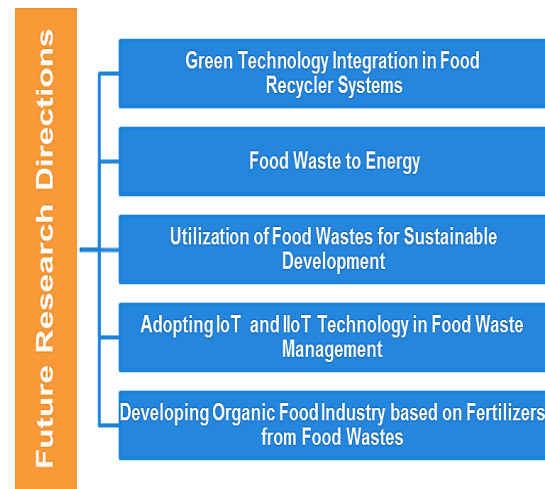 Future Research Directions
Green Technology Integration in Food
Recycler Systems
Food Waste to Energy
Utilization of Food Wastes for Sustainable
Development
Adopting IoT and IIoT Technology in Food Waste
Management
Developing Organic Food Industry based on Fertilizers
from Food Wastes